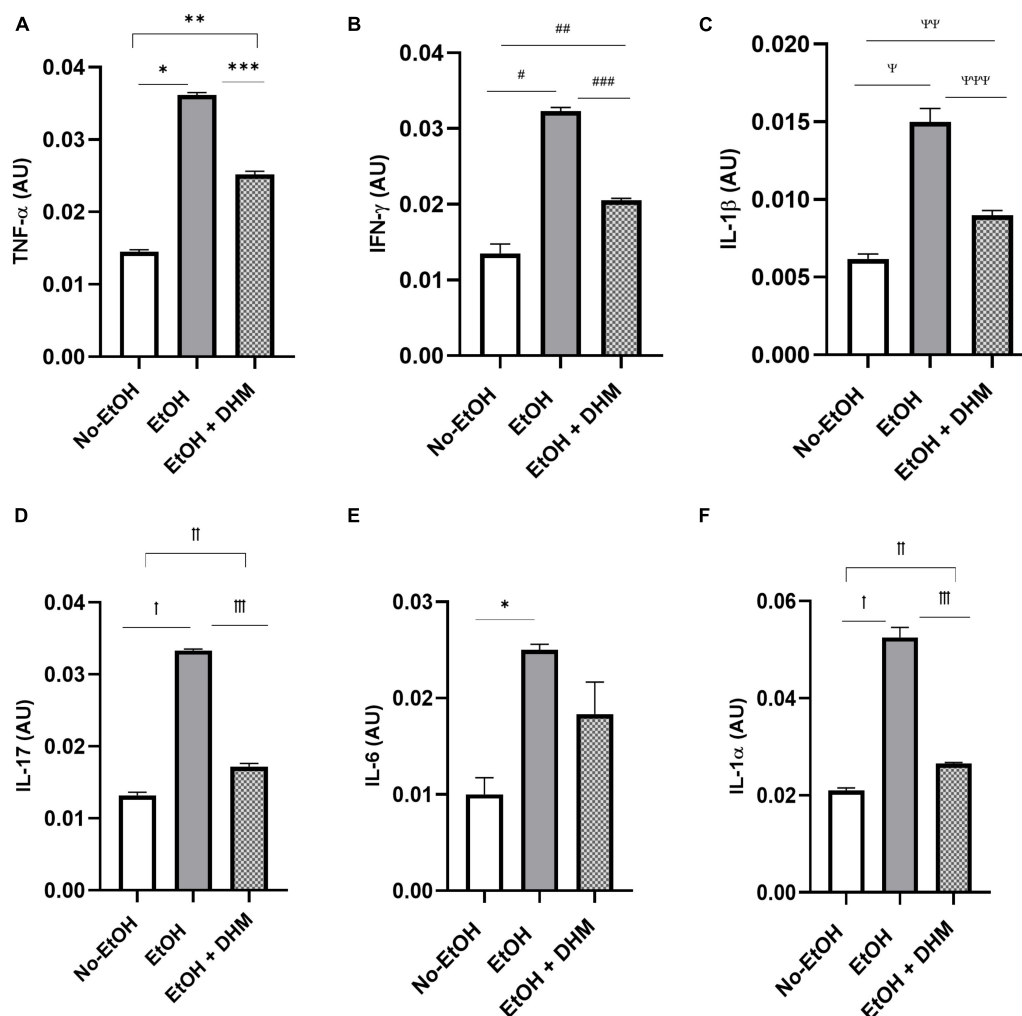 A
**
*
***
TNF-α (AU)
0.04
0.03
0.02
0.01
0.00
No-EtOH
EtOH
EtOH + DHM
B
##
#
###
IFN-γ (AU)
0.04
0.03
0.02
0.01
0.00
No-EtOH
EtOH
EtOH + DHM
C
ΨΨ
Ψ
ΨΨΨ
IL-1β (AU)
0.020
0.015
0.010
0.005
0.000
No-EtOH
EtOH
EtOH + DHM
D
††
†
†††
IL-17 (AU)
0.04
0.03
0.02
0.01
0.00
No-EtOH
EtOH
EtOH + DHM
E
*
IL-6 (AU)
0.03
0.02
0.01
0.00
No-EtOH
EtOH
EtOH + DHM
F
††
†
†††
IL-1α (AU)
0.06
0.04
0.02
0.00
No-EtOH
EtOH
EtOH + DHM